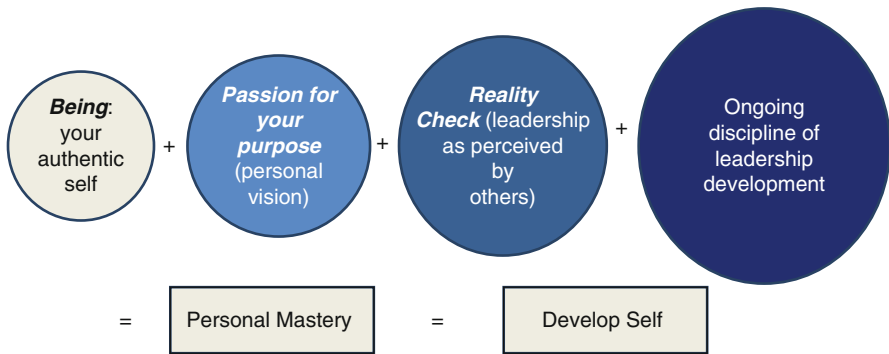 Being:
your
authentic
self
+
Passion for
your
purpose
(personal
vision)
+
Reality
Check (leadership
as perceived
by
others)
+
Ongoing
discipline of
leadership
development
=
Personal Mastery
=
Develop Self